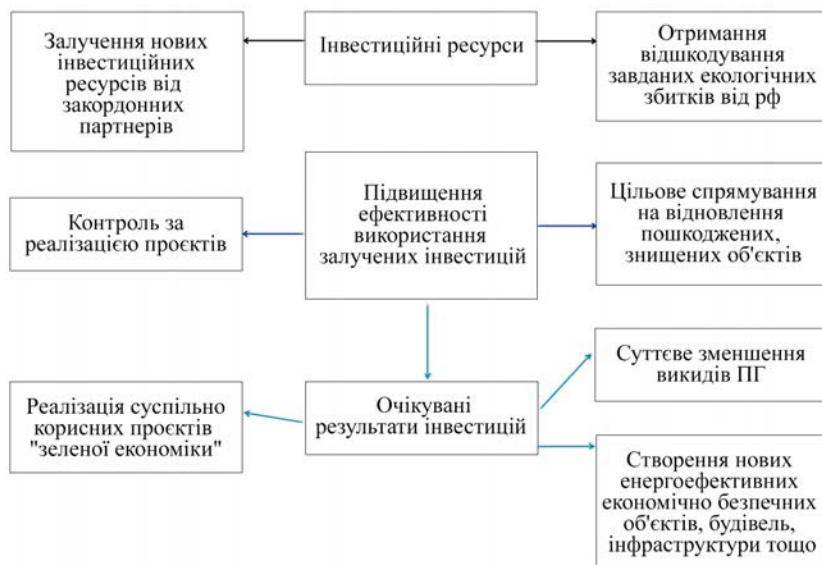 Залучення нових
інвестиційних
ресурсів від
закордонних
партнерів
Інвестиційні ресурси
Отримання
відшкодування
завданих екологічних
збитків від рф
Контроль за
реалізацією проєктів
Підвищення
ефективності
використання
залучених інвестицій
Цільове спрямування
на відновлення
пошкоджених,
знищених об'єктів
Реалізація суспільно
корисних проєктів
"зеленої економіки"
Очікувані
результати інвестицій
Суттєве зменшення
викидів ПГ
Створення нових
енергоефективних
економічно безпечних
об'єктів, будівель,
інфраструктури тощо